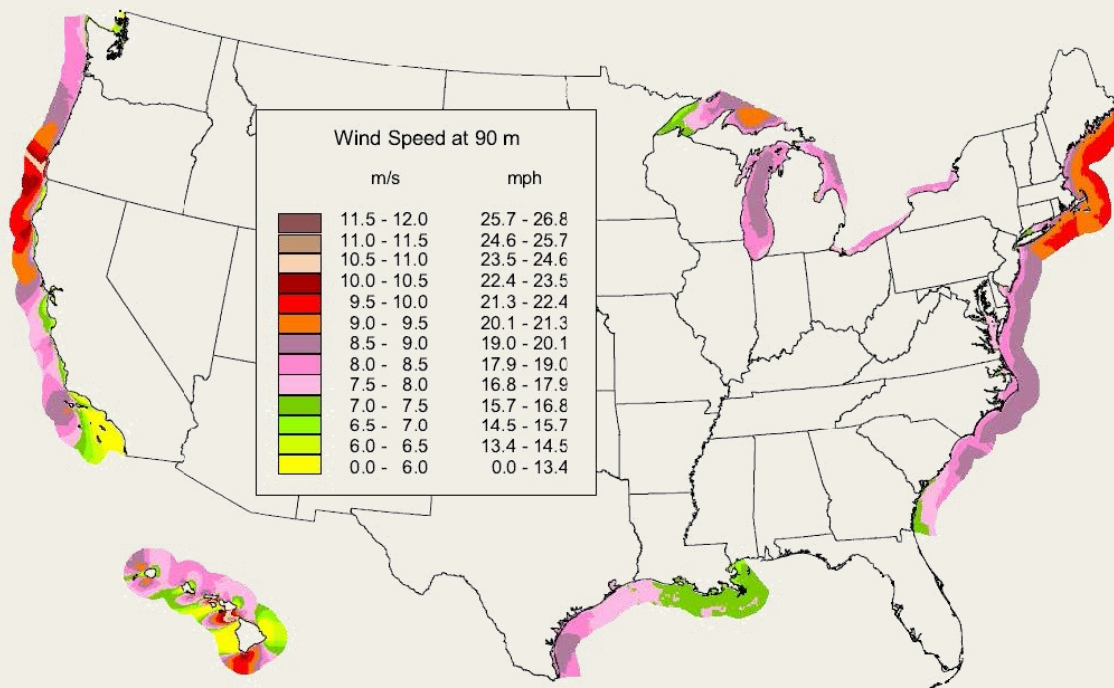 Wind Speed at 90 m
m/s mph
11.5 - 12.0 25.7 - 26.8
11.0 - 11.5 24.6 - 25.7
10.5 - 11.0 23.5 - 24.6
10.0 - 10.5 22.4 - 23.5
9.5 - 10.0 21.3 - 22.4
9.0 - 9.5 20.1 - 21.3
8.5 - 9.0 19.0 - 20.1
8.0 - 8.5 17.9 - 19.0
7.5 - 8.0 16.8 - 17.9
7.0 - 7.5 15.7 - 16.8
6.5 - 7.0 14.5 - 15.7
6.0 - 6.5 13.4 - 14.5
0.0 - 6.0 0.0 - 13.4